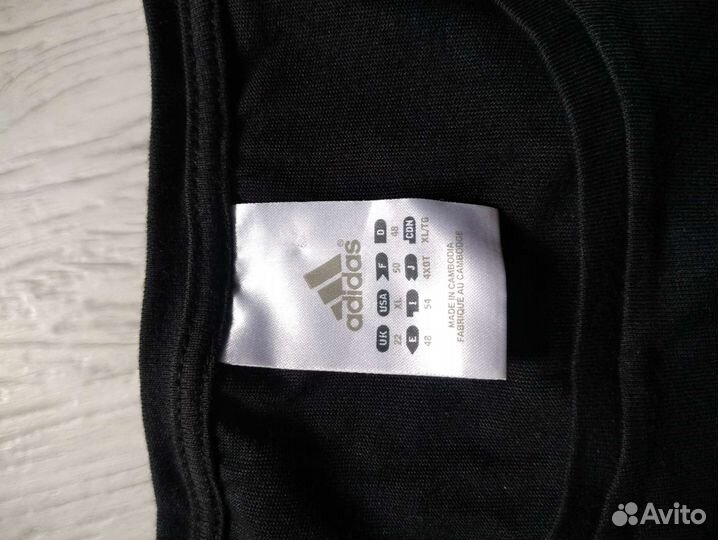 adidas®
UK USA F D
22 XL 50 48
E I J CDN
48 54 4XOT XL/TG
MADE IN CAMBODIA
FABRIQUÉ AU CAMBODGE
Avito